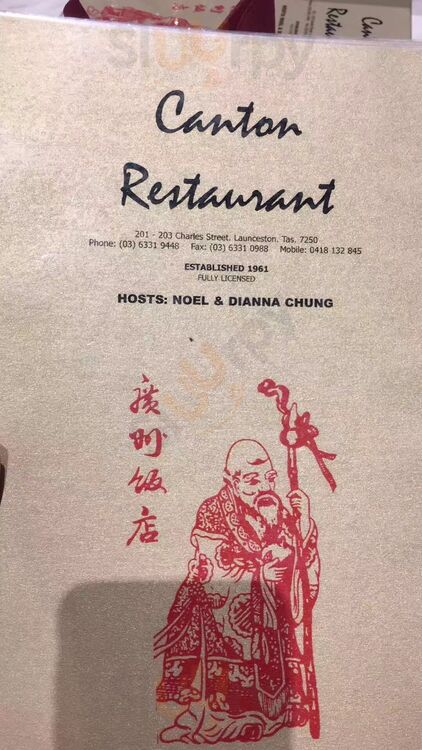 Canton
Restaurant
201 - 203 Charles Street. Launceston. Tas. 7250
Phone: (03) 6331 9448 Fax: (03) 6331 0988 Mobile: 0418 132 845
ESTABLISHED 1961
FULLY LICENSED
HOSTS: NOEL & DIANNA CHUNG
廣州飯店
sluurpy